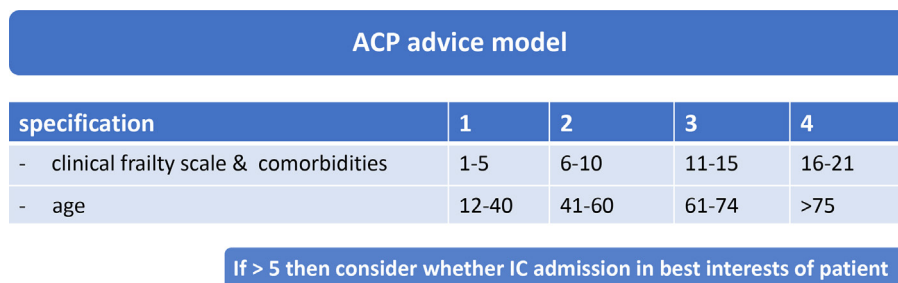 ACP advice model
specification 1 2 3 4
- clinical frailty scale & comorbidities 1-5 6-10 11-15 16-21
- age 12-40 41-60 61-74 >75
If > 5 then consider whether IC admission in best interests of patient